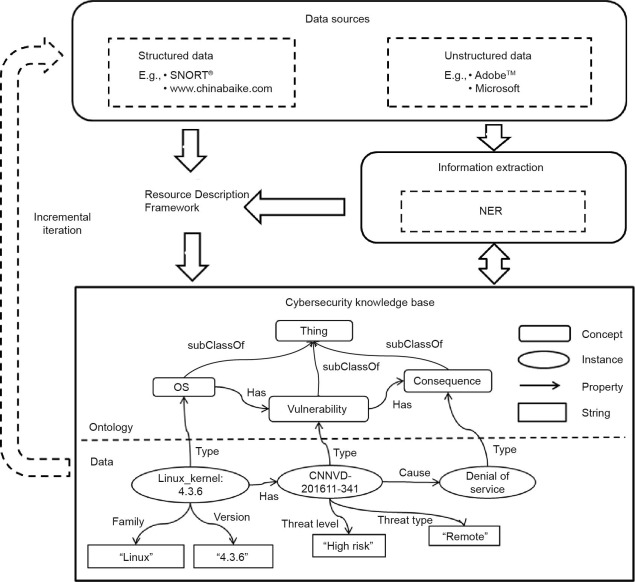 Data sources
Structured data
E.g., • SNORT®
• www.chinabaike.com
Unstructured data
E.g., • Adobe™
• Microsoft
Information extraction
NER
Resource Description
Framework
Incremental
iteration
Cybersecurity knowledge base
Thing
subClassOf
subClassOf
subClassOf
OS
Has
Vulnerability
Has
Consequence
Concept
Instance
Property
String
Ontology
Data
Type
Type
Type
Linux_kernel:
4.3.6
Has
CNNVD-
201611-341
Cause
Denial of
service
Family
Version
Threat level
Threat type
"Linux"
"4.3.6"
"High risk"
"Remote"